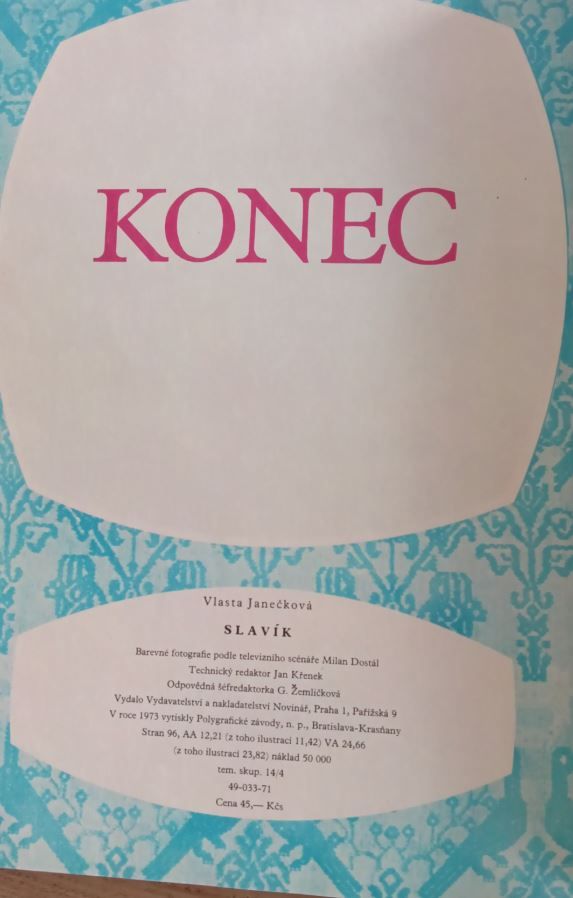 KONEC
Vlasta Janečková
SLAVÍK
Barevné fotografie podle televizního scénáře Milan Dostál
Technický redaktor Jan Křenek
Odpovědná šéfredaktorka G. Žemličková
Vydalo Vydavatelství a nakladatelství Novinář, Praha 1, Pařížská 9
V roce 1973 vytiskly Polygrafické závody, n. p., Bratislava-Krasňany
Stran 96, AA 12,21 (z toho ilustrací 11,42) VA 24,66
(z toho ilustrací 23,82) náklad 50 000
tem. skup. 14/4
49-033-71
Cena 45,— Kčs